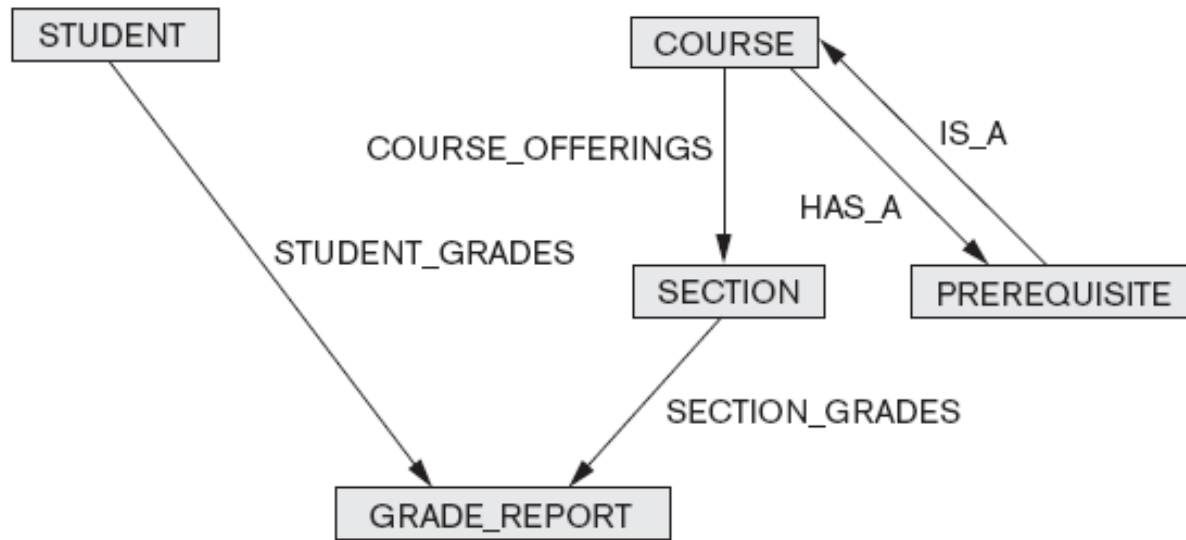 STUDENT
COURSE
COURSE_OFFERINGS
IS_A
HAS_A
STUDENT_GRADES
SECTION
PREREQUISITE
SECTION_GRADES
GRADE_REPORT